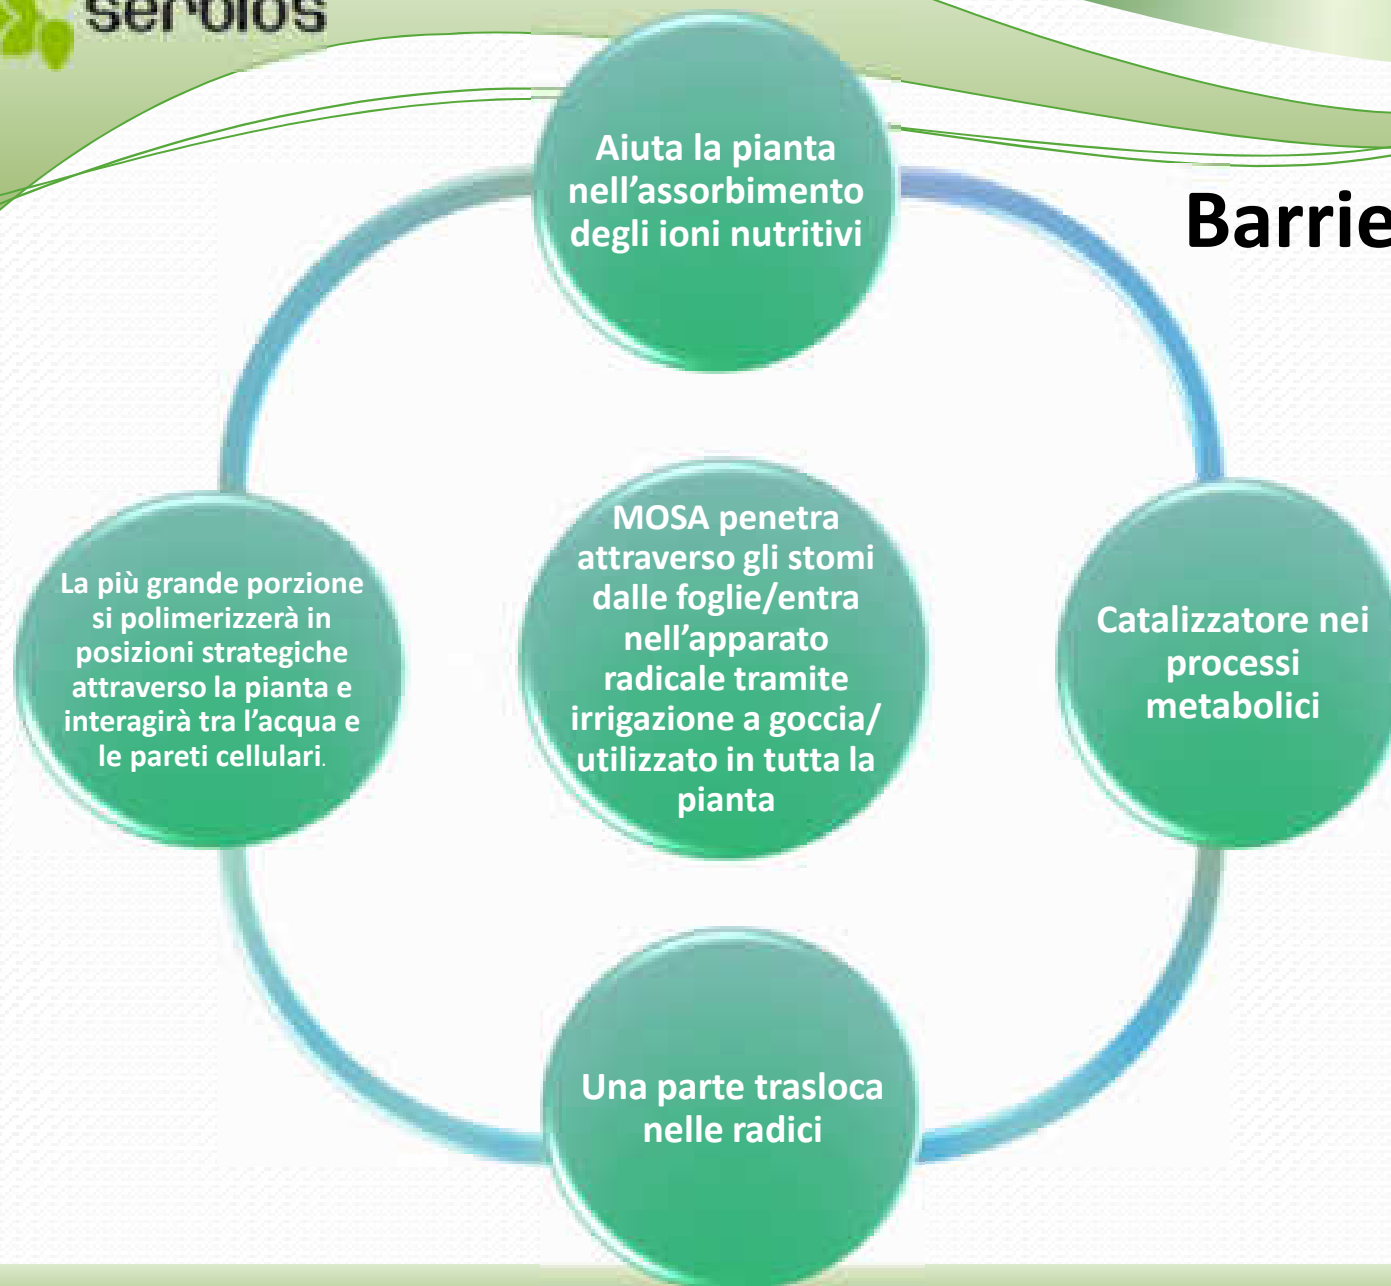 serbios
Barrie
Aiuta la pianta
nell’assorbimento
degli ioni nutritivi
MOSA penetra
attraverso gli stomi
dalle foglie/entra
nell’apparato
radicale tramite
irrigazione a goccia/
utilizzato in tutta la
pianta
La più grande porzione
si polimerizzerà in
posizioni strategiche
attraverso la pianta e
interagirà tra l’acqua e
le pareti cellulari.
Catalizzatore nei
processi
metabolici
Una parte trasloca
nelle radici